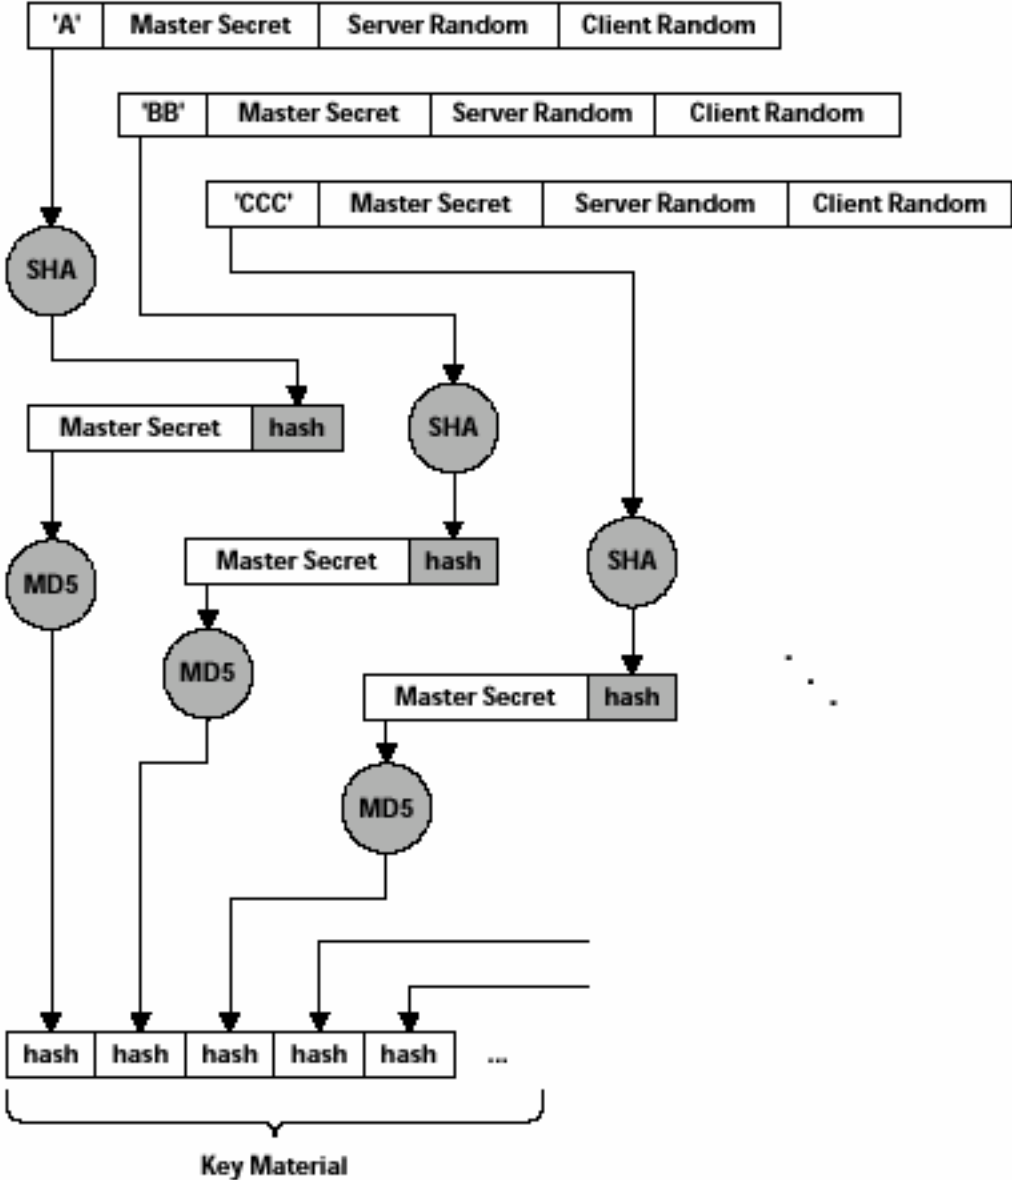 'A' Master Secret Server Random Client Random
'BB' Master Secret Server Random Client Random
'CCC' Master Secret Server Random Client Random
SHA
Master Secret hash
SHA
MD5
Master Secret hash
SHA
MD5
Master Secret hash
MD5
hash hash hash hash hash ...
Key Material